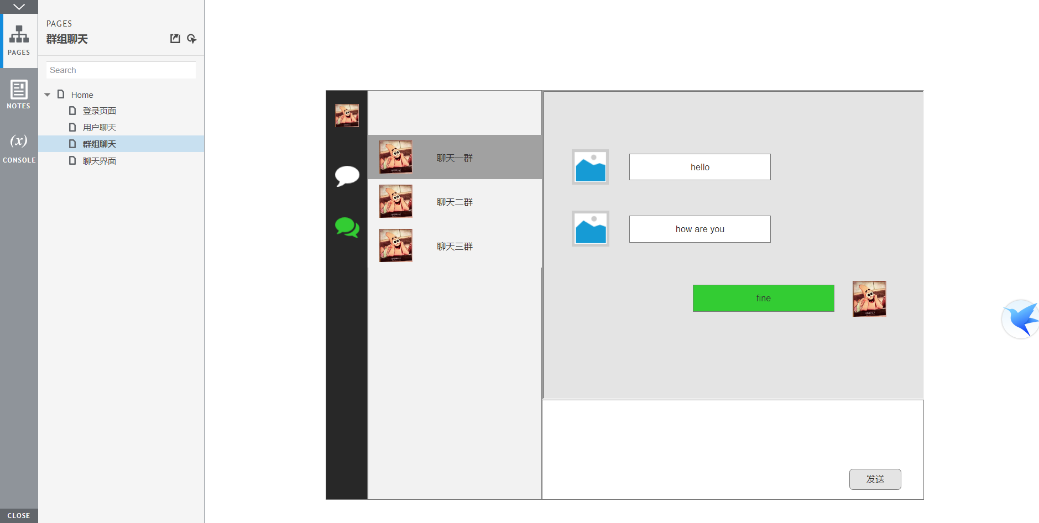 PAGES
群组聊天
PAGES
Search
NOTES
(x)
CONSOLE
Home
登录页面
用户聊天
群组聊天
聊天界面
CLOSE
聊天一群
聊天二群
聊天三群
hello
how are you
fine
发送